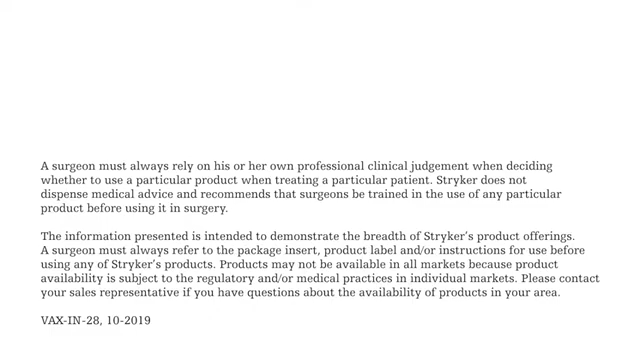 A surgeon must always rely on his or her own professional clinical judgement when deciding
whether to use a particular product when treating a particular patient. Stryker does not
dispense medical advice and recommends that surgeons be trained in the use of any particular
product before using it in surgery.
The information presented is intended to demonstrate the breadth of Stryker's product offerings.
A surgeon must always refer to the package insert, product label and/or instructions for use before
using any of Stryker's products. Products may not be available in all markets because product
availability is subject to the regulatory and/or medical practices in individual markets. Please contact
your sales representative if you have questions about the availability of products in your area.
VAX-IN-28, 10-2019